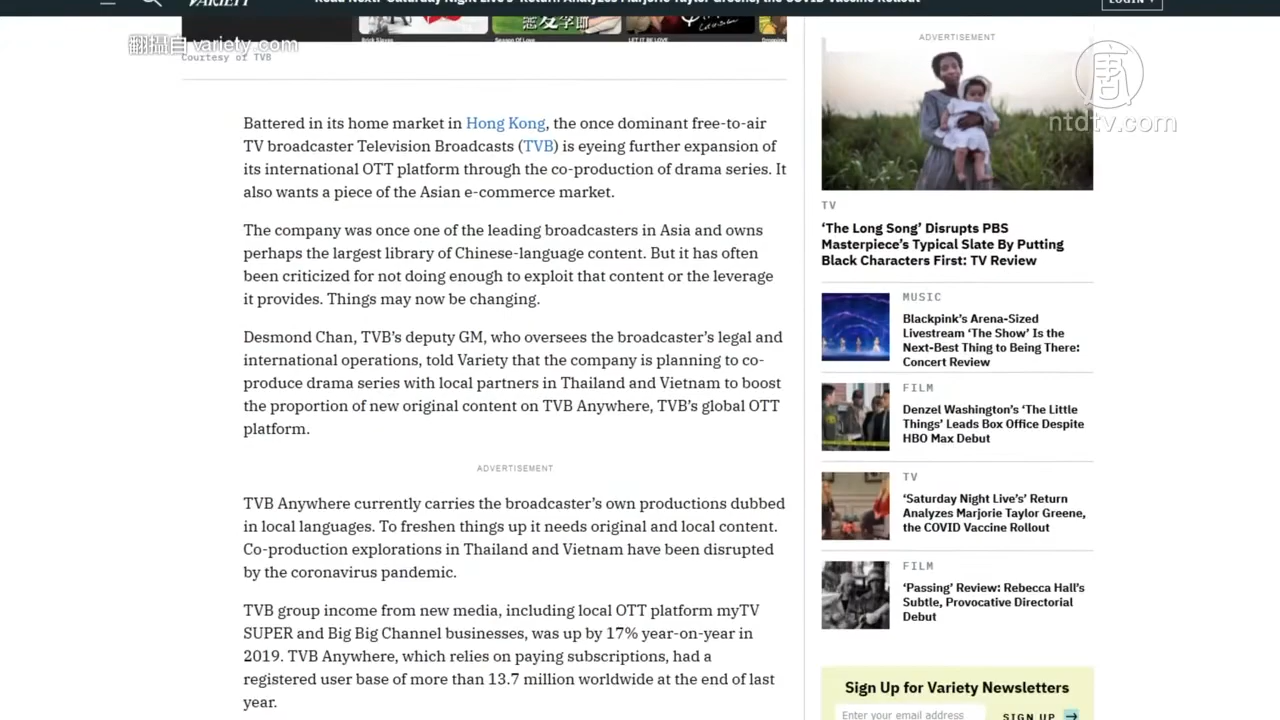 VARIETY
Read Next: 'Saturday Night Live's' Return Analyzes Marjorie Taylor Greene, the COVID Vaccine Rollout
LOGIN
翻攝自 variety.com
Brick Slaves
Season Of Love
LET IT BE LOVE
無愛季節
Courtesy of TVB
Battered in its home market in Hong Kong, the once dominant free-to-air
TV broadcaster Television Broadcasts (TVB) is eyeing further expansion of
its international OTT platform through the co-production of drama series. It
also wants a piece of the Asian e-commerce market.
The company was once one of the leading broadcasters in Asia and owns
perhaps the largest library of Chinese-language content. But it has often
been criticized for not doing enough to exploit that content or the leverage
it provides. Things may now be changing.
Desmond Chan, TVB's deputy GM, who oversees the broadcaster's legal and
international operations, told Variety that the company is planning to co-
produce drama series with local partners in Thailand and Vietnam to boost
the proportion of new original content on TVB Anywhere, TVB's global OTT
platform.
ADVERTISEMENT
TVB Anywhere currently carries the broadcaster's own productions dubbed
in local languages. To freshen things up it needs original and local content.
Co-production explorations in Thailand and Vietnam have been disrupted
by the coronavirus pandemic.
TVB group income from new media, including local OTT platform myTV
SUPER and Big Big Channel businesses, was up by 17% year-on-year in
2019. TVB Anywhere, which relies on paying subscriptions, had a
registered user base of more than 13.7 million worldwide at the end of last
year.
ADVERTISEMENT
唐
ntdtv.com
TV
'The Long Song' Disrupts PBS
Masterpiece's Typical Slate By Putting
Black Characters First: TV Review
MUSIC
Blackpink's Arena-Sized
Livestream 'The Show' Is the
Next-Best Thing to Being There:
Concert Review
FILM
Denzel Washington's 'The Little
Things' Leads Box Office Despite
HBO Max Debut
TV
'Saturday Night Live's' Return
Analyzes Marjorie Taylor Greene,
the COVID Vaccine Rollout
FILM
'Passing' Review: Rebecca Hall's
Subtle, Provocative Directorial
Debut
Sign Up for Variety Newsletters
Enter your email address
SIGN UP